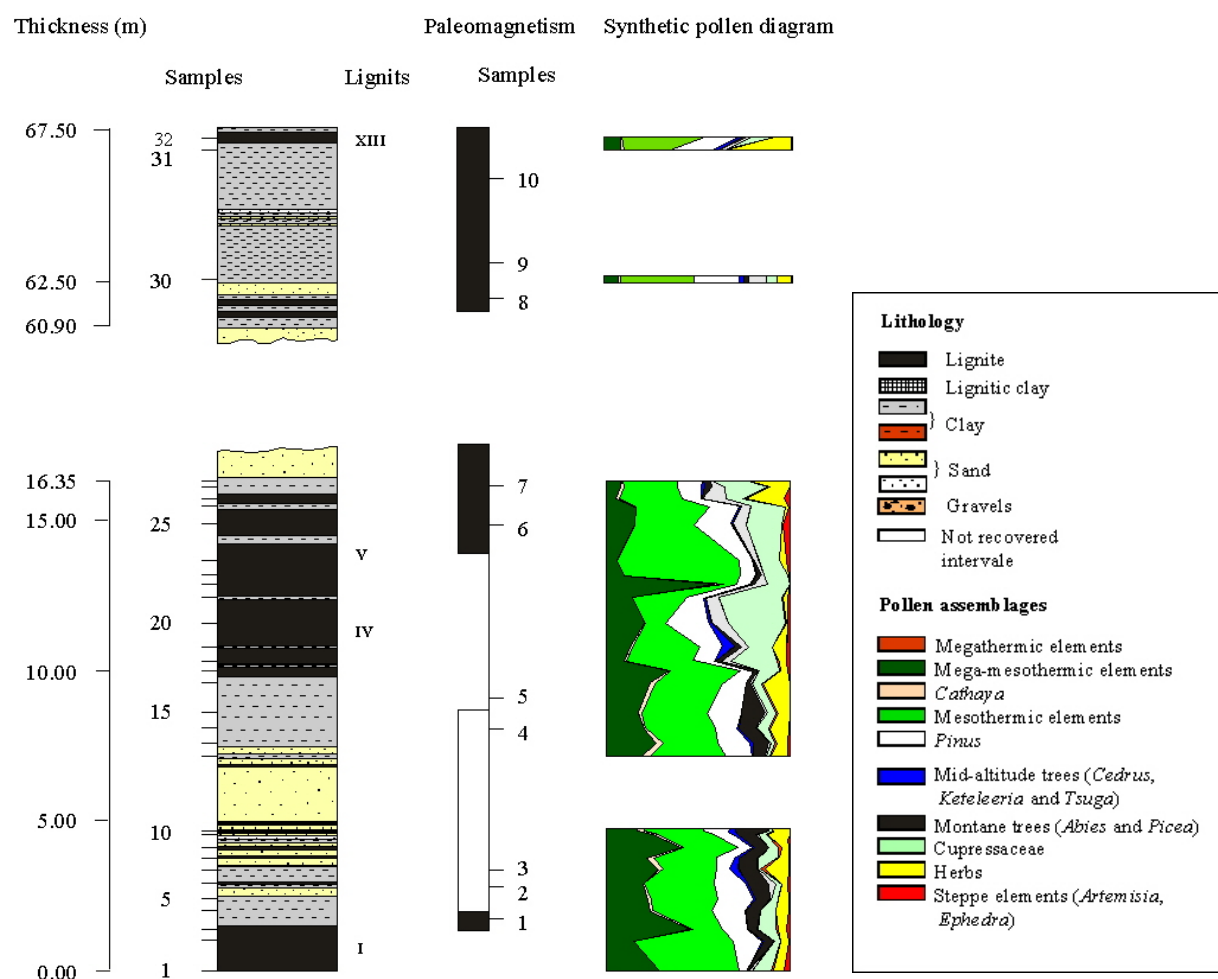 Thickness (m)
Paleomagnetism
Synthetic pollen diagram
Samples
Lignits
Samples
67.50
32
XIII
31
10
9
62.50
30
8
60.90
16.35
7
15.00
25
6
V
20
IV
10.00
5
15
4
5.00
10
3
5
2
1
I
0.00
1
Lithology
Lignite
Lignitic clay
} Clay
} Sand
Gravels
Not recovered
intervale
Pollen assemblages
Megathermic elements
Mega-mesothermic elements
Cathaya
Mesothermic elements
Pinus
Mid-altitude trees (Cedrus,
Keteleeria and Tsuga)
Montane trees (Abies and Picea)
Cupressaceae
Herbs
Steppe elements (Artemisia,
Ephedra)